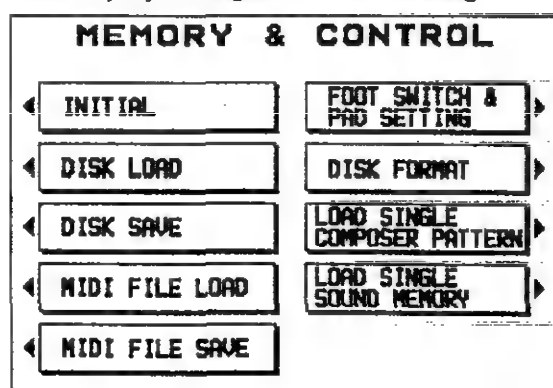 MEMORY & CONTROL
INITIAL
DISK LOAD
DISK SAVE
MIDI FILE LOAD
MIDI FILE SAVE
FOOT SWITCH &
PAD SETTING
DISK FORMAT
LOAD SINGLE
COMPOSER PATTERN
LOAD SINGLE
SOUND MEMORY